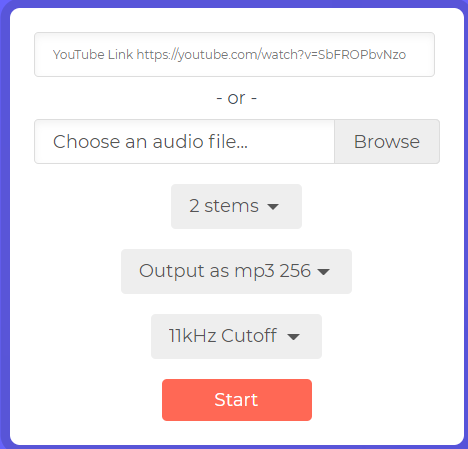 YouTube Link https://youtube.com/watch?v=SbFROPbvNzo
- or -
Choose an audio file... Browse
2 stems
Output as mp3 256
11kHz Cutoff
Start